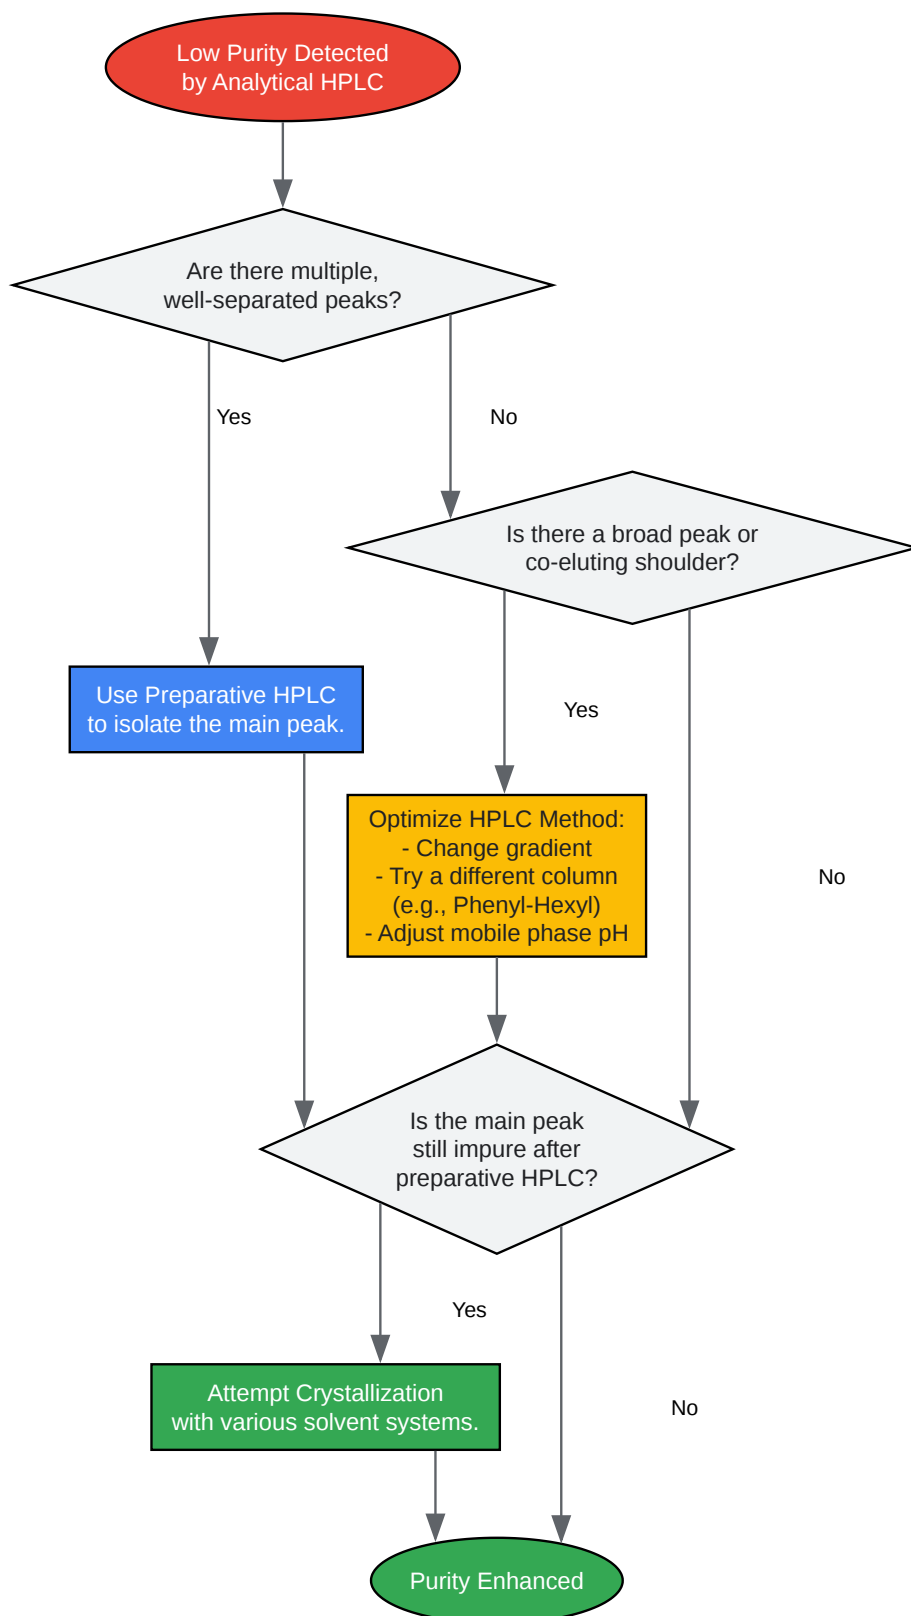 Low Purity Detected
by Analytical HPLC
Are there multiple,
well-separated peaks?
Yes
No
Is there a broad peak or
co-eluting shoulder?
Use Preparative HPLC
to isolate the main peak.
Yes
Optimize HPLC Method:
- Change gradient
- Try a different column
(e.g., Phenyl-Hexyl)
- Adjust mobile phase pH
No
Is the main peak
still impure after
preparative HPLC?
Yes
Attempt Crystallization
with various solvent systems.
No
Purity Enhanced